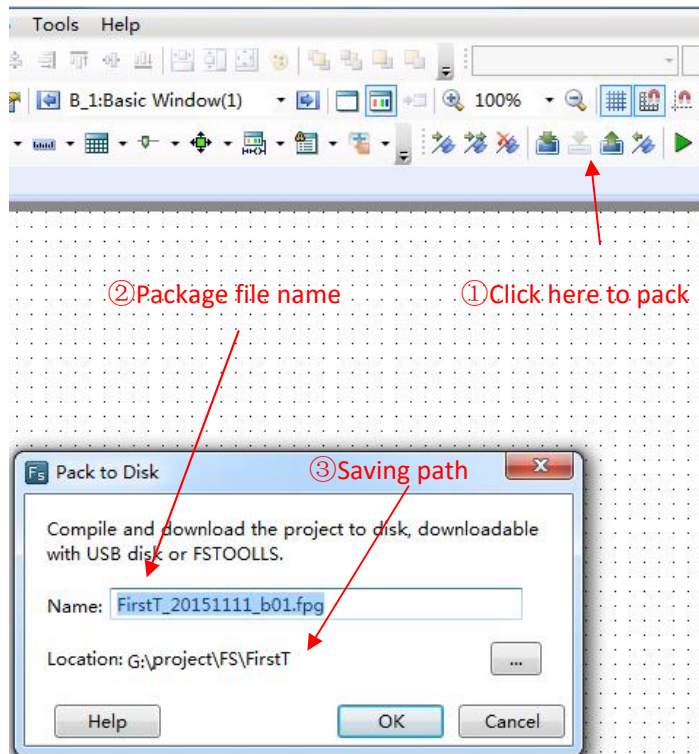 Tools Help
B_1:Basic Window(1) 100%
②Package file name ①Click here to pack
Fs Pack to Disk ③Saving path
Compile and download the project to disk, downloadable
with USB disk or FSTOOLLS.
Name: FirstT_20151111_b01.fpg
Location: G:\project\FS\FirstT ...
Help OK Cancel